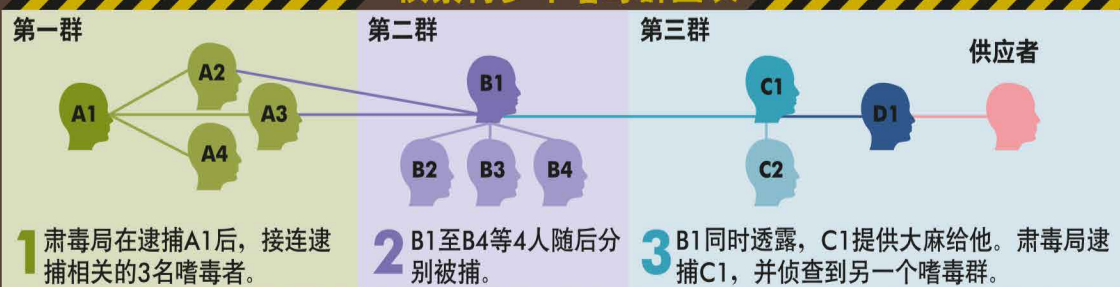 第一群
第二群
第三群
供应者
A1
A2
A3
A4
B1
B2
B3
B4
C1
C2
D1
1 肃毒局在逮捕A1后，接连逮
捕相关的3名嗜毒者。
2 B1至B4等4人随后分
别被捕。
3 B1同时透露，C1提供大麻给他。肃毒局逮
捕C1，并侦查到另一个嗜毒群。